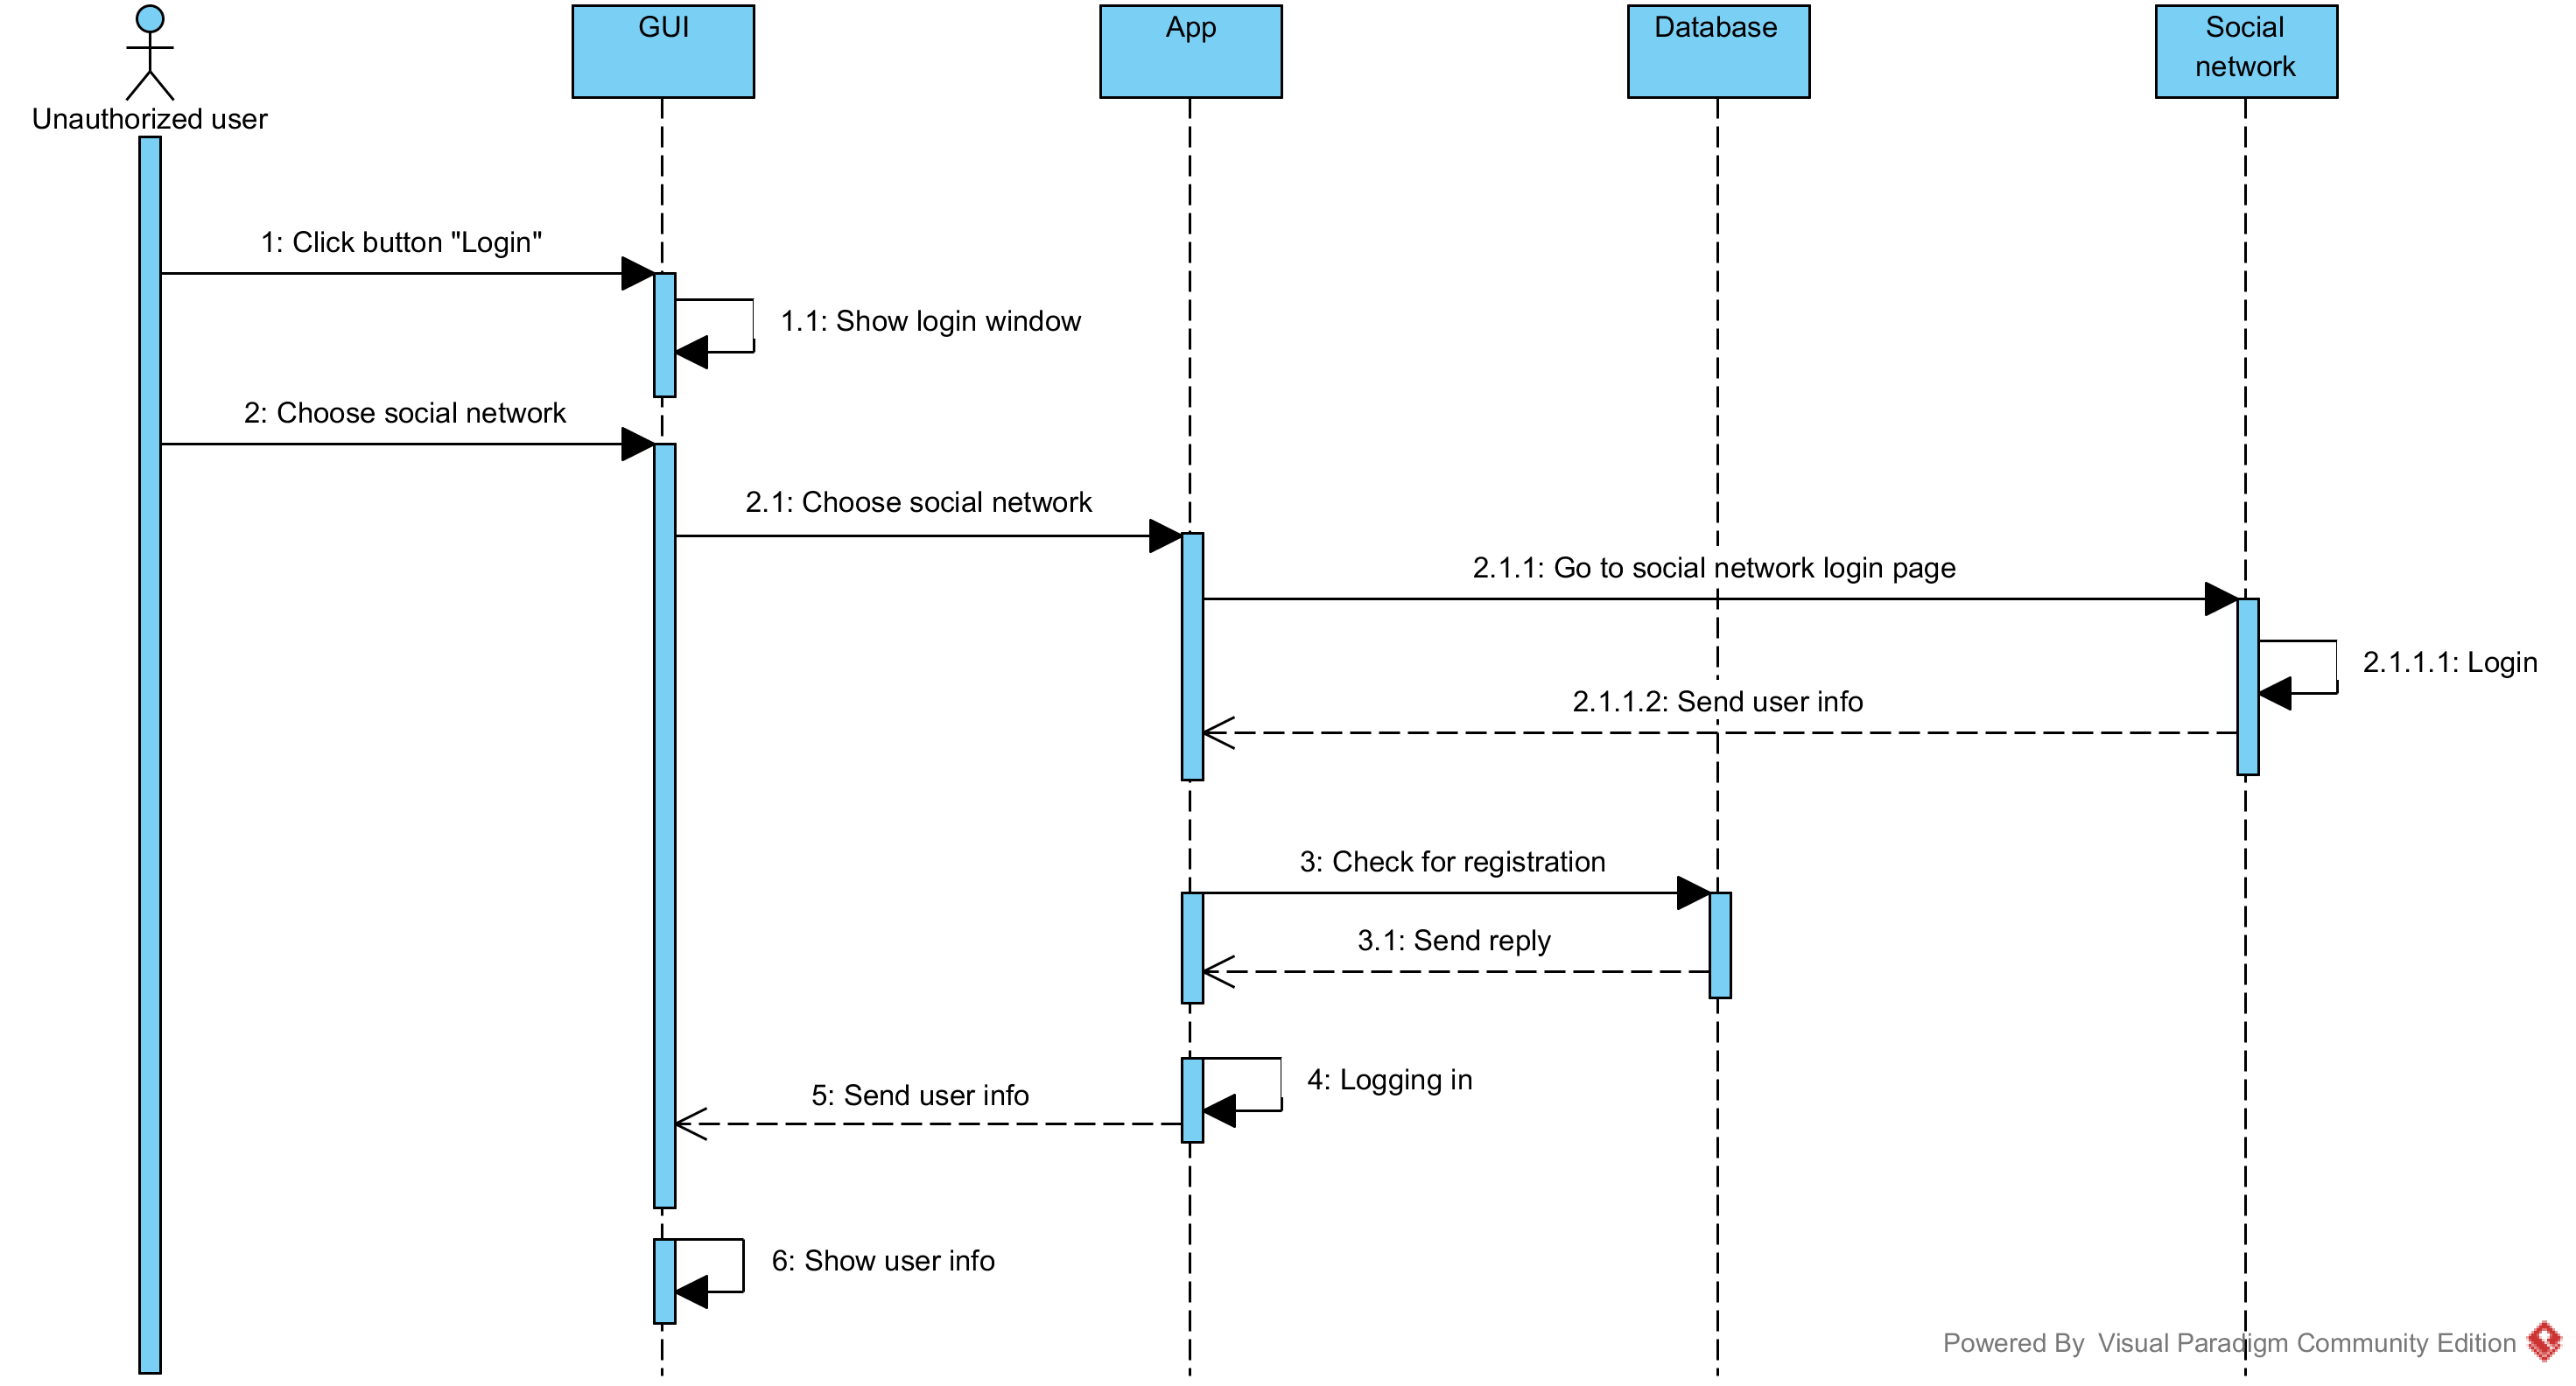 Unauthorized user
GUI
App
Database
Social
network
1: Click button "Login"
1.1: Show login window
2: Choose social network
2.1: Choose social network
2.1.1: Go to social network login page
2.1.1.1: Login
2.1.1.2: Send user info
3: Check for registration
3.1: Send reply
4: Logging in
5: Send user info
6: Show user info
Powered By Visual Paradigm Community Edition